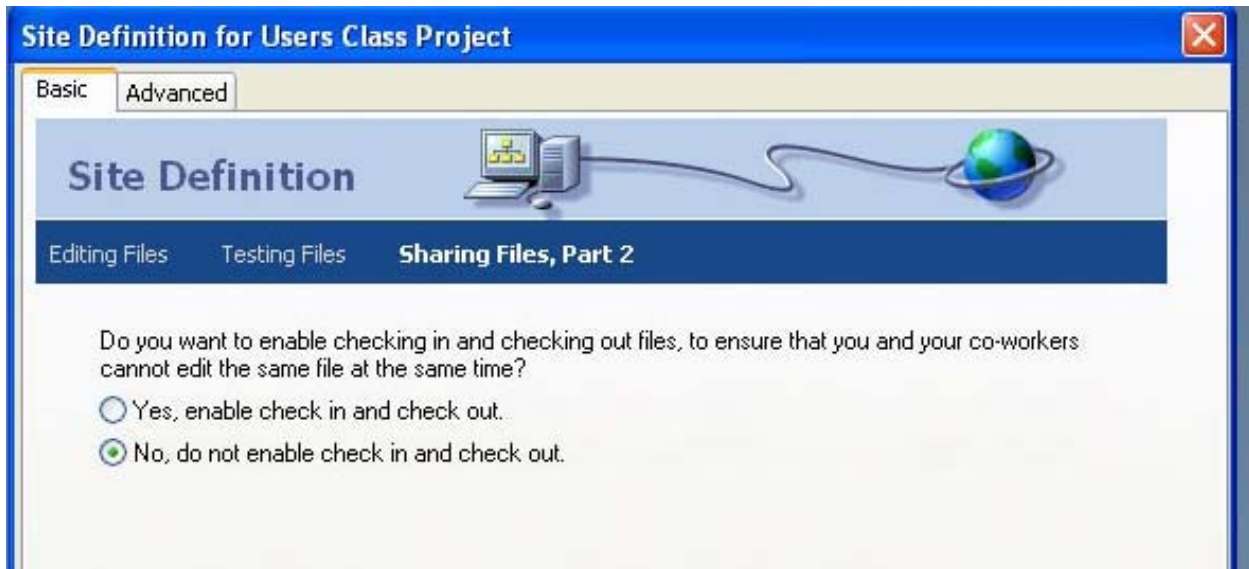 Site Definition for Users Class Project
Basic Advanced
Site Definition
Editing Files Testing Files Sharing Files, Part 2
Do you want to enable checking in and checking out files, to ensure that you and your co-workers
cannot edit the same file at the same time?
Yes, enable check in and check out.
No, do not enable check in and check out.